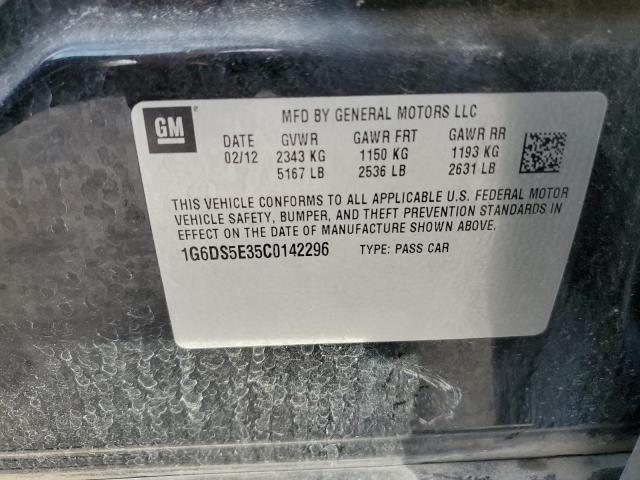 GM
MFD BY GENERAL MOTORS LLC
DATE GVWR GAWR FRT GAWR RR
02/12 2343 KG 1150 KG 1193 KG
5167 LB 2536 LB 2631 LB
THIS VEHICLE CONFORMS TO ALL APPLICABLE U.S. FEDERAL MOTOR
VEHICLE SAFETY, BUMPER, AND THEFT PREVENTION STANDARDS IN
EFFECT ON THE DATE OF MANUFACTURE SHOWN ABOVE.
1G6DS5E35C0142296 TYPE: PASS CAR